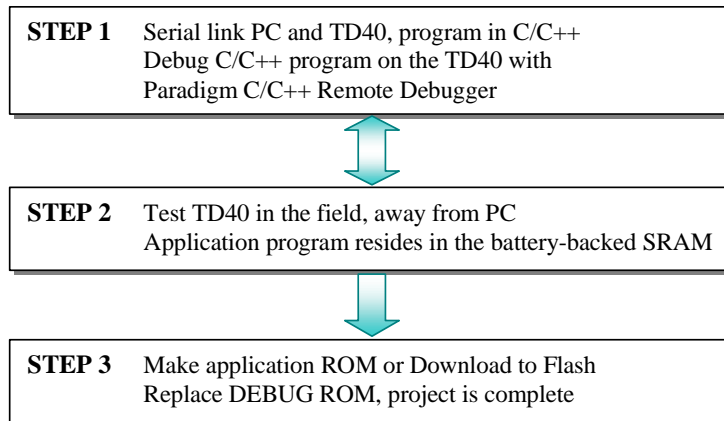 STEP 1 Serial link PC and TD40, program in C/C++
Debug C/C++ program on the TD40 with
Paradigm C/C++ Remote Debugger
STEP 2 Test TD40 in the field, away from PC
Application program resides in the battery-backed SRAM
STEP 3 Make application ROM or Download to Flash
Replace DEBUG ROM, project is complete